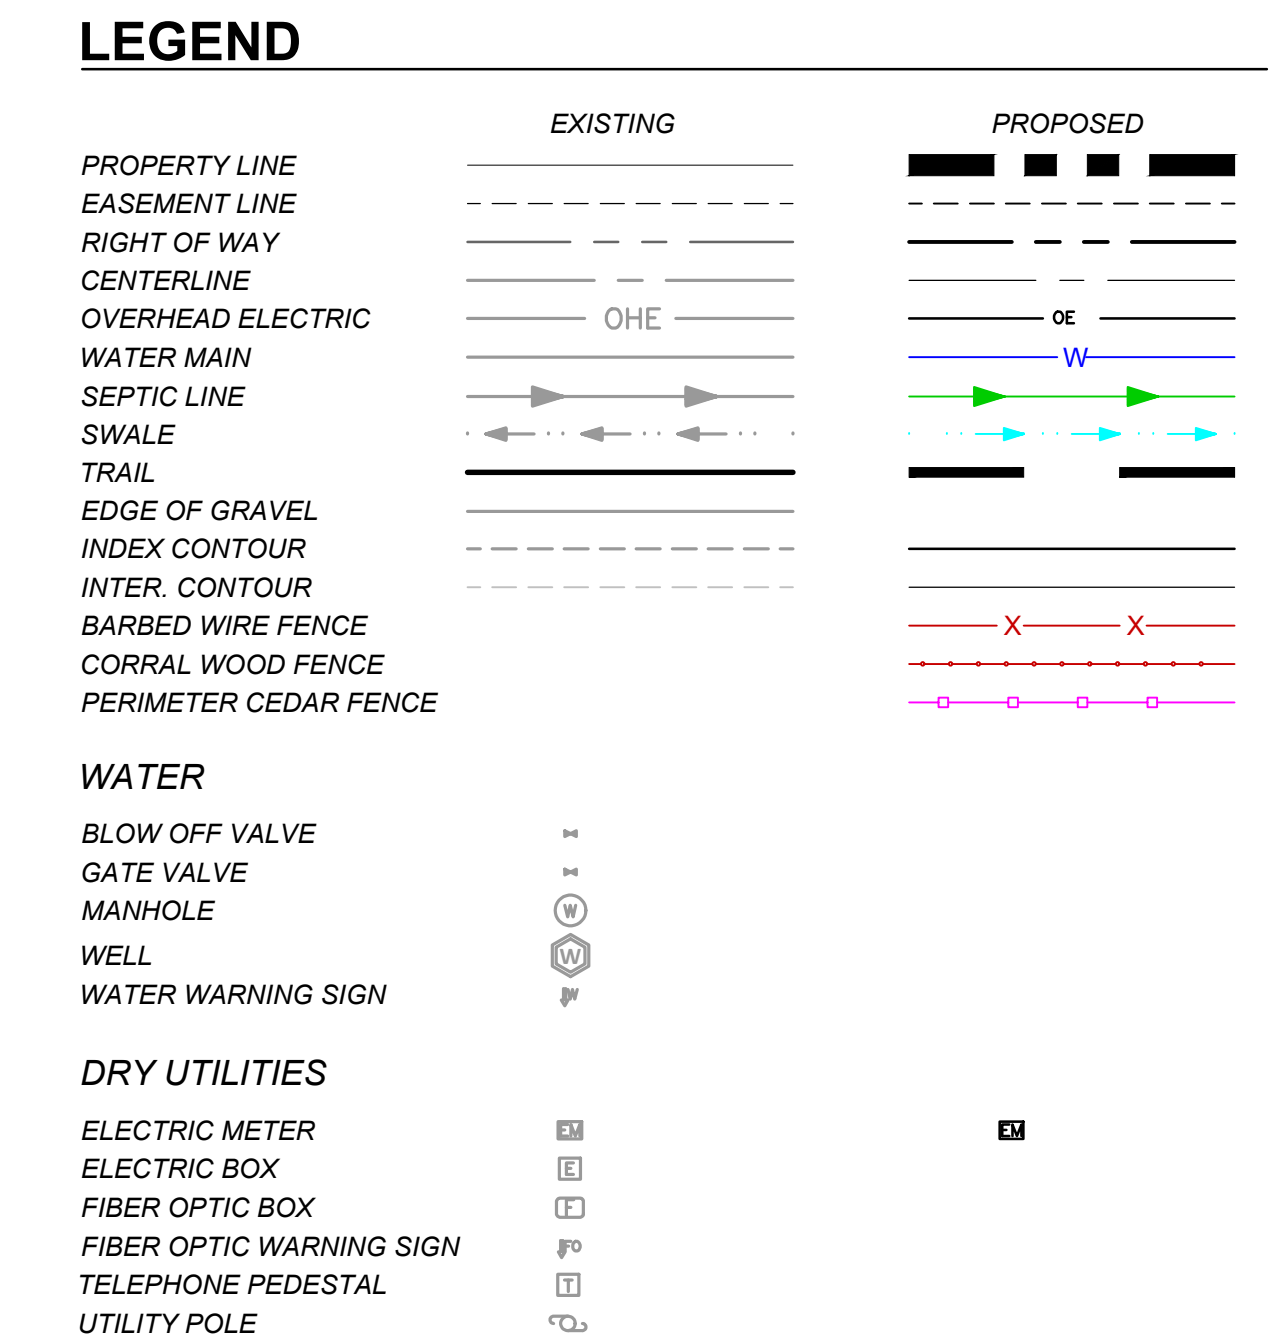 LEGEND
EXISTING PROPOSED
PROPERTY LINE
EASEMENT LINE
RIGHT OF WAY
CENTERLINE
OVERHEAD ELECTRIC OHE OE
WATER MAIN W
SEPTIC LINE
SWALE
TRAIL
EDGE OF GRAVEL
INDEX CONTOUR
INTER. CONTOUR
BARBED WIRE FENCE X X
CORRAL WOOD FENCE
PERIMETER CEDAR FENCE
WATER
BLOW OFF VALVE
GATE VALVE
MANHOLE W
WELL W
WATER WARNING SIGN W
DRY UTILITIES
ELECTRIC METER EM EM
ELECTRIC BOX E
FIBER OPTIC BOX F
FIBER OPTIC WARNING SIGN FO
TELEPHONE PEDESTAL T
UTILITY POLE